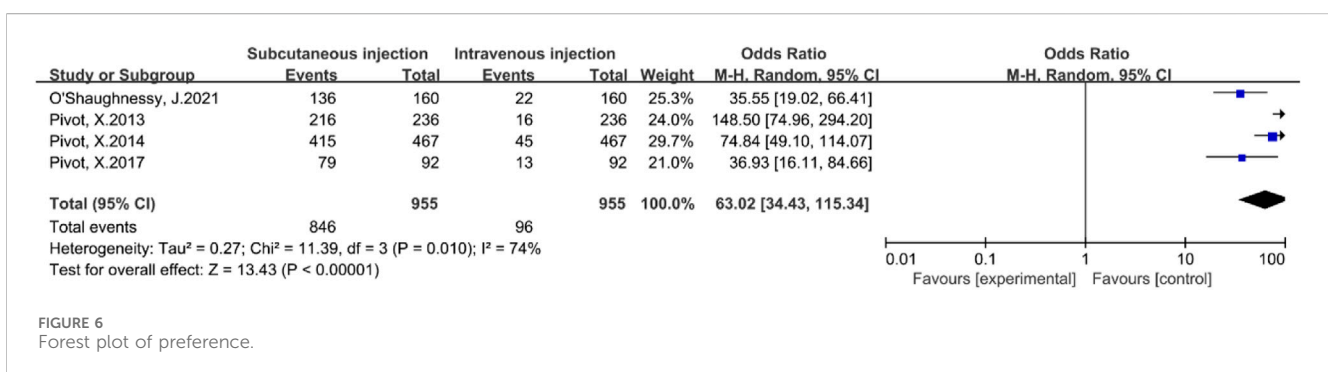 Subcutaneous injection Intravenous injection Odds Ratio Odds Ratio
Study or Subgroup Events Total Events Total Weight M-H, Random, 95% CI M-H, Random, 95% CI
O'Shaughnessy, J.2021 136 160 22 160 25.3% 35.55 [19.02, 66.41]
Pivot, X.2013 216 236 16 236 24.0% 148.50 [74.96, 294.20]
Pivot, X.2014 415 467 45 467 29.7% 74.84 [49.10, 114.07]
Pivot, X.2017 79 92 13 92 21.0% 36.93 [16.11, 84.66]
Total (95% CI) 955 955 100.0% 63.02 [34.43, 115.34]
Total events 846 96
Heterogeneity: Tau² = 0.27; Chi² = 11.39, df = 3 (P = 0.010); I² = 74%
Test for overall effect: Z = 13.43 (P < 0.00001)
0.01 0.1 1 10 100
Favours [experimental] Favours [control]
FIGURE 6
Forest plot of preference.